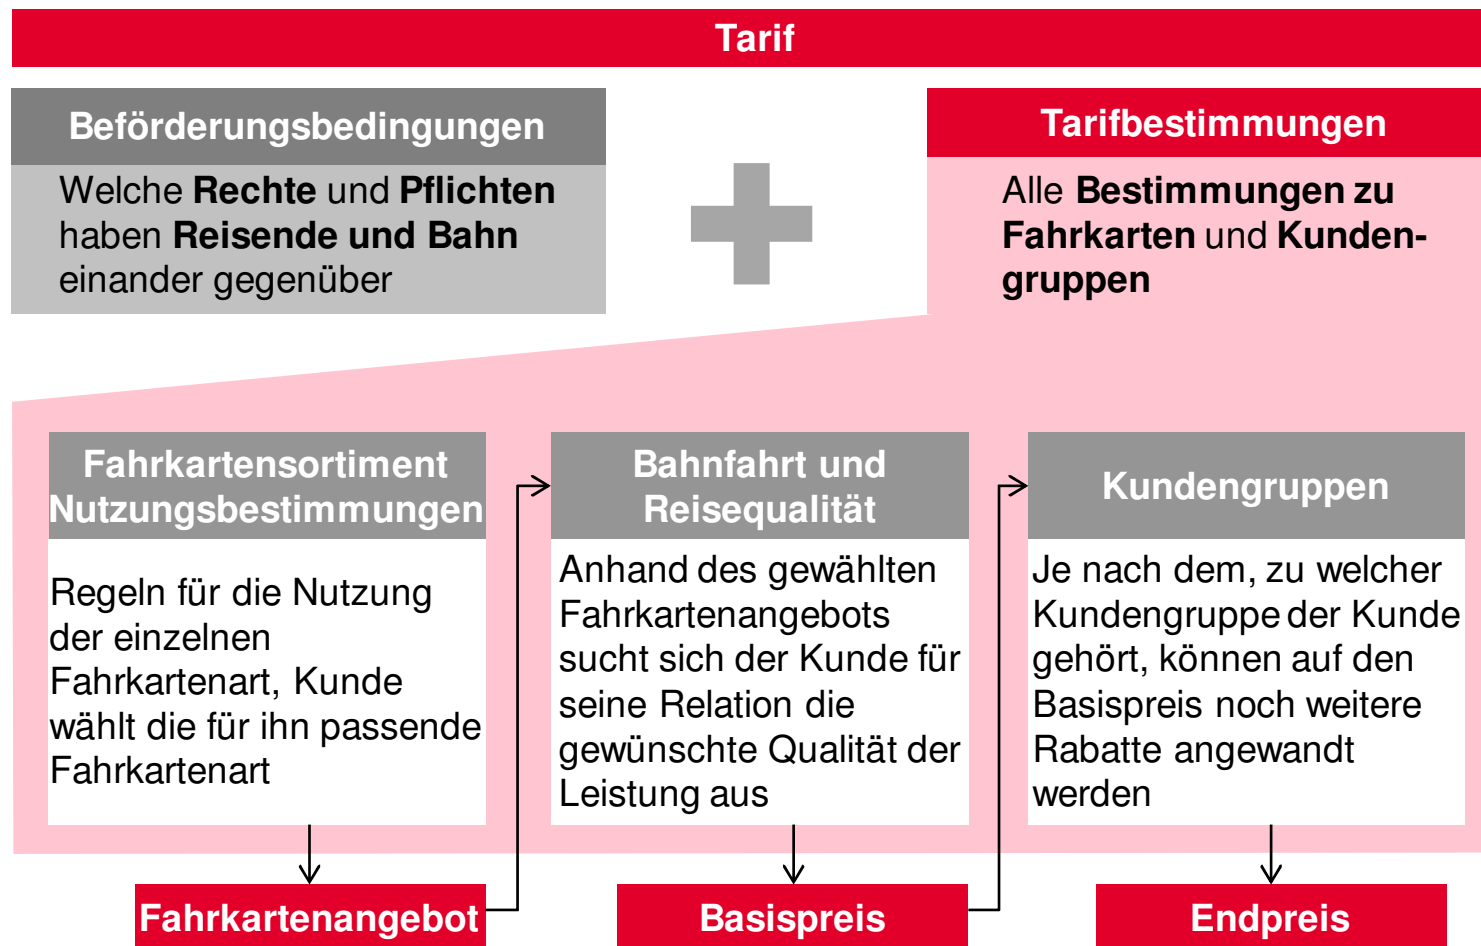 Tarif
Beförderungsbedingungen
Welche Rechte und Pflichten
haben Reisende und Bahn
einander gegenüber
Tarifbestimmungen
Alle Bestimmungen zu
Fahrkarten und Kunden-
gruppen
Fahrkartensortiment
Nutzungsbestimmungen
Regeln für die Nutzung
der einzelnen
Fahrkartenart, Kunde
wählt die für ihn passende
Fahrkartenart
Fahrkartenangebot
Bahnfahrt und
Reisequalität
Anhand des gewählten
Fahrkartenangebots
sucht sich der Kunde für
seine Relation die
gewünschte Qualität der
Leistung aus
Basispreis
Kundengruppen
Je nach dem, zu welcher
Kundengruppe der Kunde
gehört, können auf den
Basispreis noch weitere
Rabatte angewandt
werden
Endpreis